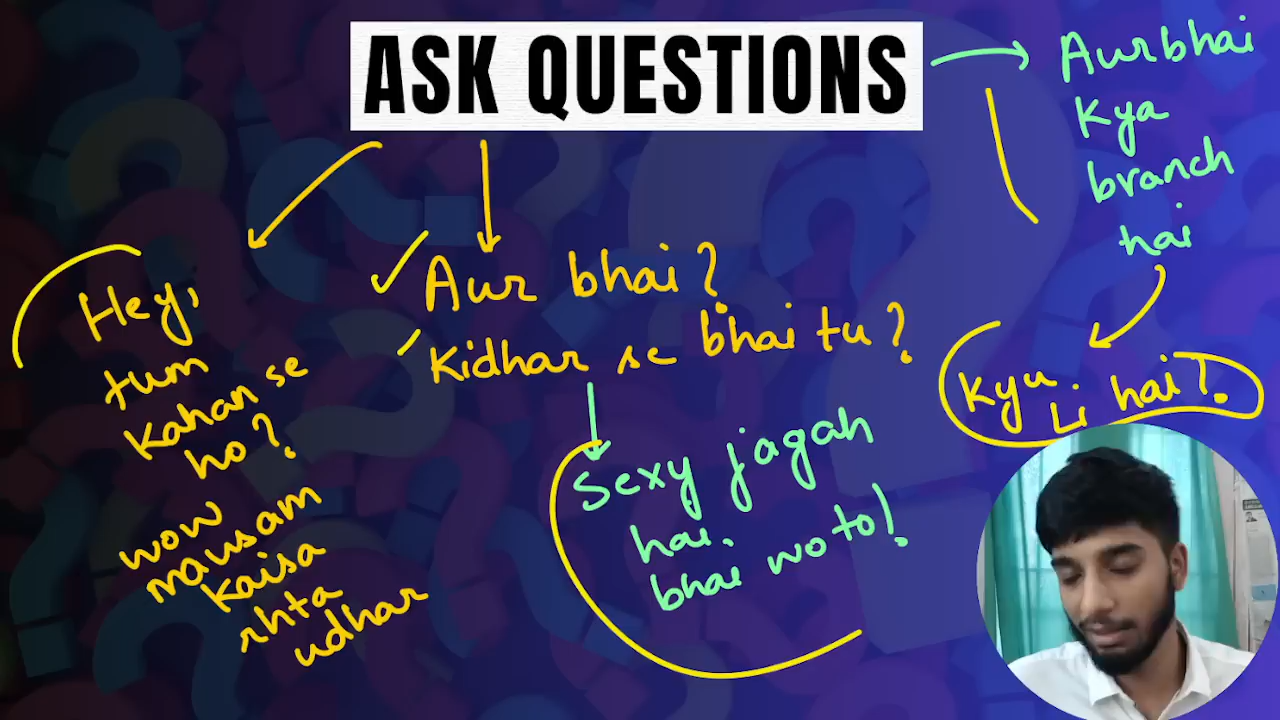 ASK QUESTIONS
Aur bhai
kya
branch
hai
Kyu
li hai?
Hey,
tum
kahan se
ho?
wow
mausam
kaisa
rhta
udhar
Aur bhai?
Kidhar se bhai tu?
Sexy jagah
hai.
bhai wo to!